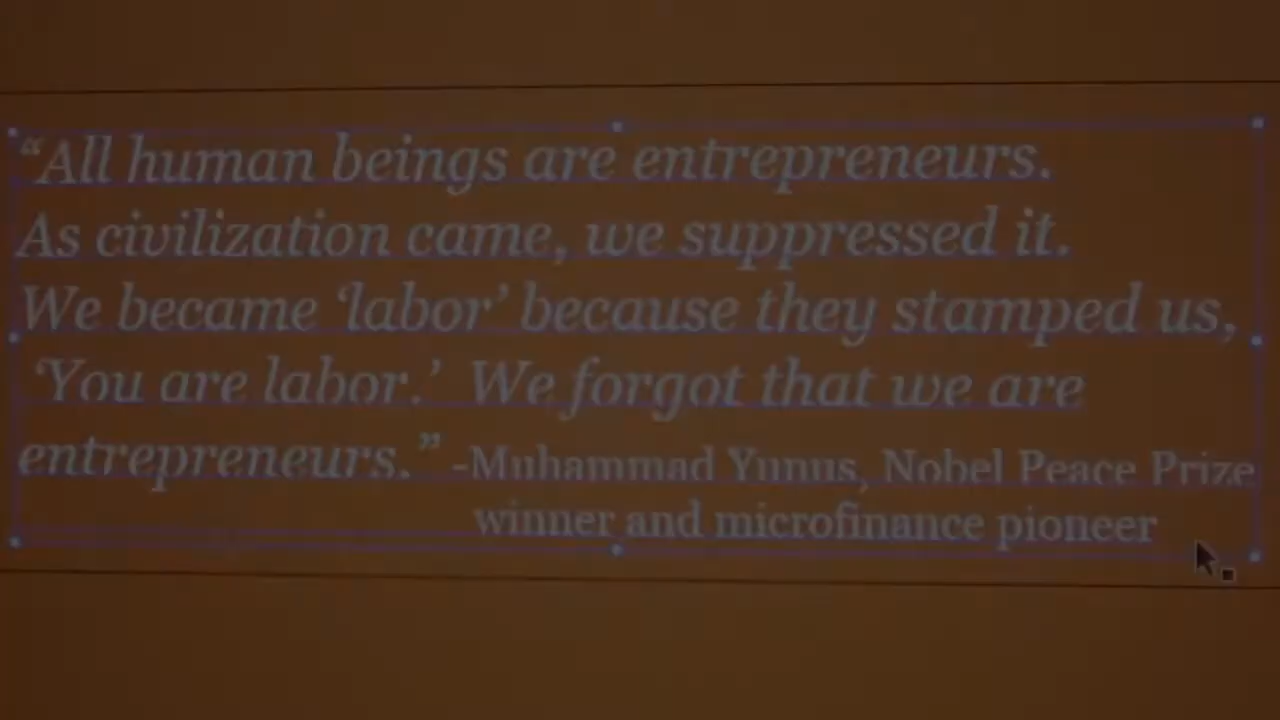 “All human beings are entrepreneurs.
As civilization came, we suppressed it.
We became ‘labor’ because they stamped us,
‘You are labor.’ We forgot that we are
entrepreneurs.” -Muhammad Yunus, Nobel Peace Prize
winner and microfinance pioneer